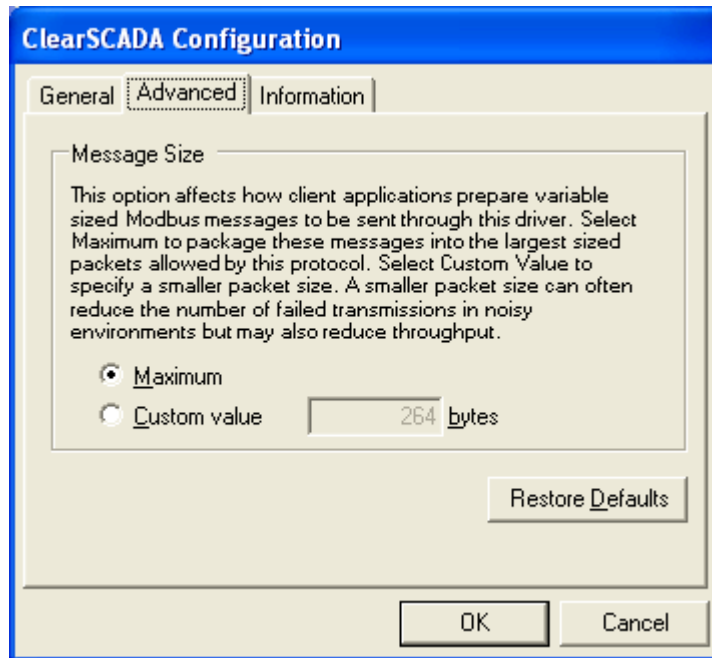 ClearSCADA Configuration
General Advanced Information
Message Size
This option affects how client applications prepare variable
sized Modbus messages to be sent through this driver. Select
Maximum to package these messages into the largest sized
packets allowed by this protocol. Select Custom Value to
specify a smaller packet size. A smaller packet size can often
reduce the number of failed transmissions in noisy
environments but may also reduce throughput.
Maximum
Custom value 264 bytes
Restore Defaults
OK Cancel